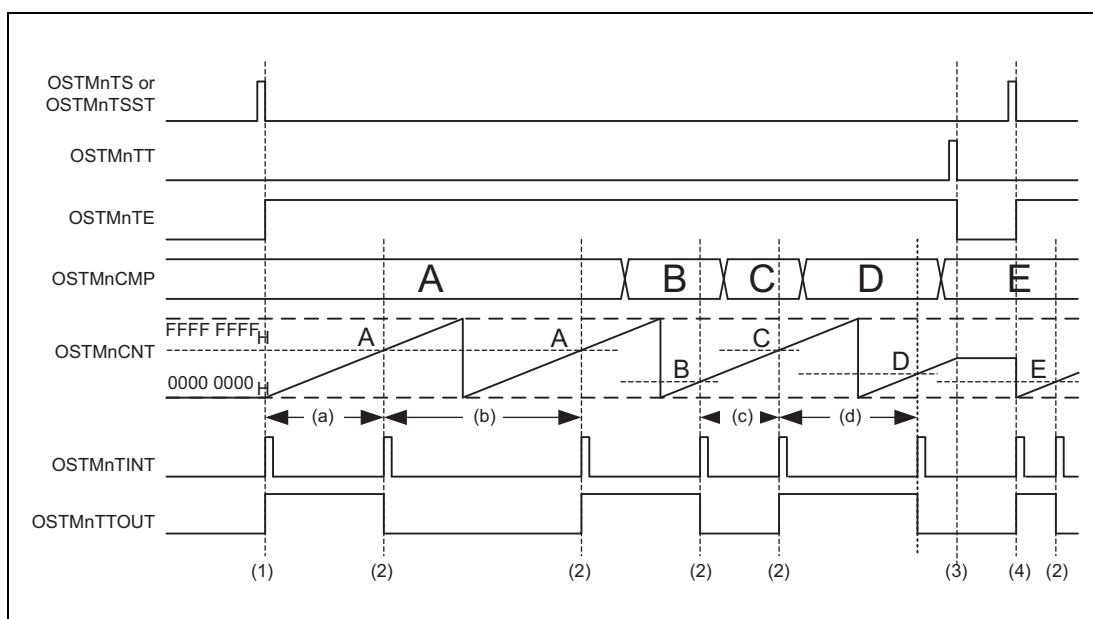 OSTMnTS or
OSTMnTSST
OSTMnTT
OSTMnTE
OSTMnCMP
A B C D E
FFFF FFFFH
A A C
OSTMnCNT
D
B E
0000 0000H
(a) (b) (c) (d)
OSTMnTINT
OSTMnTTOUT
(1) (2) (2) (2) (2) (3) (4) (2)